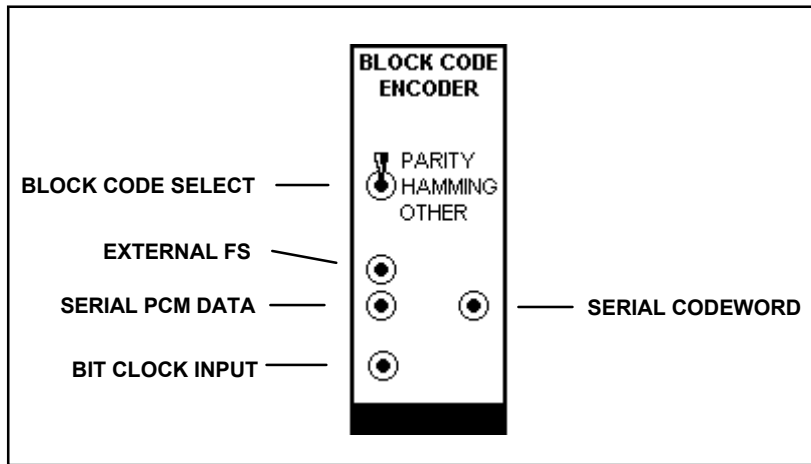 BLOCK CODE
ENCODER
PARITY
BLOCK CODE SELECT
HAMMING
OTHER
EXTERNAL FS
SERIAL PCM DATA
SERIAL CODEWORD
BIT CLOCK INPUT